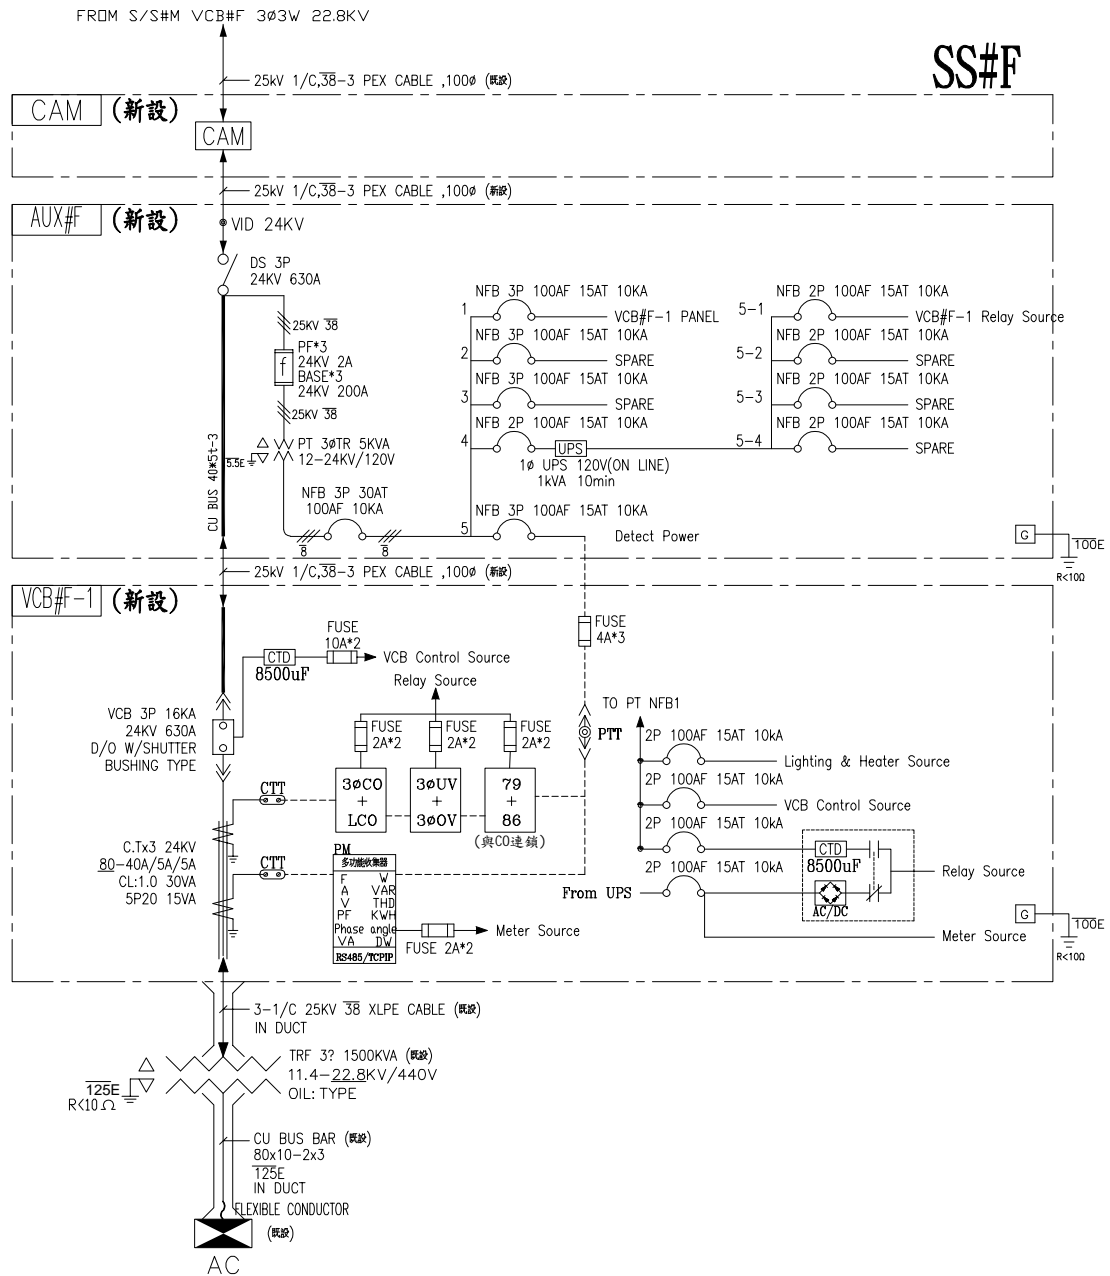 FROM S/S#M VCB#F 3ø3W 22.8KV
SS#F
25kV 1/C,38-3 PEX CABLE ,100ø (既設)
CAM (新設)
CAM
25kV 1/C,38-3 PEX CABLE ,100ø (新設)
AUX#F (新設)
VID 24KV
DS 3P
24KV 630A
25KV 38
PF*3
24KV 2A
BASE*3
24KV 200A
f
25KV 38
PT 3øTR 5KVA
12-24KV/120V
5.5E
CU BUS 40*5t-3
NFB 3P 30AT
100AF 10KA
8
8
1
NFB 3P 100AF 15AT 10KA
VCB#F-1 PANEL
2
NFB 3P 100AF 15AT 10KA
SPARE
3
NFB 3P 100AF 15AT 10KA
SPARE
4
NFB 2P 100AF 15AT 10KA
UPS
1ø UPS 120V(ON LINE)
1kVA 10min
5
NFB 3P 100AF 15AT 10KA
Detect Power
5-1
NFB 2P 100AF 15AT 10KA
VCB#F-1 Relay Source
5-2
NFB 2P 100AF 15AT 10KA
SPARE
5-3
NFB 2P 100AF 15AT 10KA
SPARE
5-4
NFB 2P 100AF 15AT 10KA
SPARE
G
100E
R<10Ω
25kV 1/C,38-3 PEX CABLE ,100ø (新設)
VCB#F-1 (新設)
FUSE
10A*2
CTD
8500uF
VCB Control Source
Relay Source
FUSE
4A*3
VCB 3P 16KA
24KV 630A
D/O W/SHUTTER
BUSHING TYPE
FUSE
2A*2
FUSE
2A*2
FUSE
2A*2
PTT
CTT
3øCO
+
LCO
3øUV
+
3øOV
79
+
86
(與CO連鎖)
C.Tx3 24KV
80-40A/5A/5A
CL:1.0 30VA
5P20 15VA
CTT
PM
多功能收集器
F W
A VAR
V THD
PF KWH
Phase angle
VA DW
RS485/TCPIP
FUSE 2A*2
Meter Source
TO PT NFB1
2P 100AF 15AT 10kA
Lighting & Heater Source
2P 100AF 15AT 10kA
VCB Control Source
2P 100AF 15AT 10kA
CTD
8500uF
Relay Source
2P 100AF 15AT 10kA
From UPS
AC/DC
Meter Source
G
100E
R<10Ω
3-1/C 25KV 38 XLPE CABLE (既設)
IN DUCT
TRF 3? 1500KVA (既設)
11.4-22.8KV/440V
OIL: TYPE
125E
R<10Ω
CU BUS BAR (既設)
80x10-2x3
125E
IN DUCT
FLEXIBLE CONDUCTOR
(既設)
AC